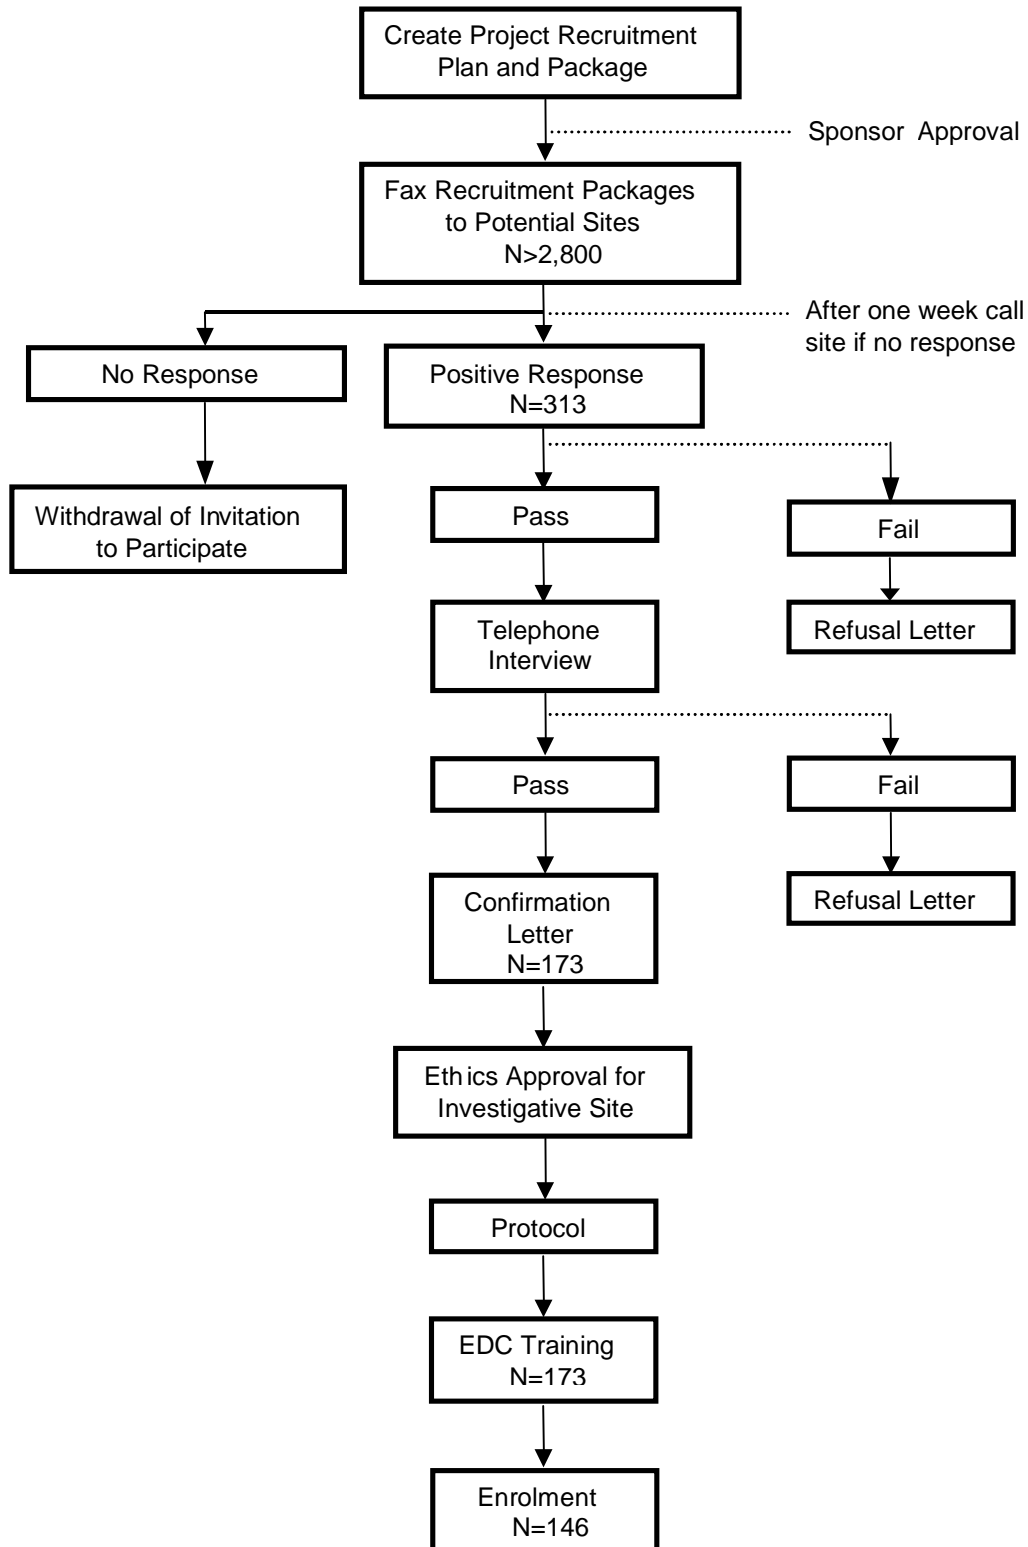 Create Project Recruitment
Plan and Package
Sponsor Approval
Fax Recruitment Packages
to Potential Sites
N>2,800
After one week call
site if no response
No Response
Positive Response
N=313
Withdrawal of Invitation
to Participate
Pass
Fail
Telephone
Interview
Refusal Letter
Pass
Fail
Confirmation
Letter
N=173
Refusal Letter
Ethics Approval for
Investigative Site
Protocol
EDC Training
N=173
Enrolment
N=146